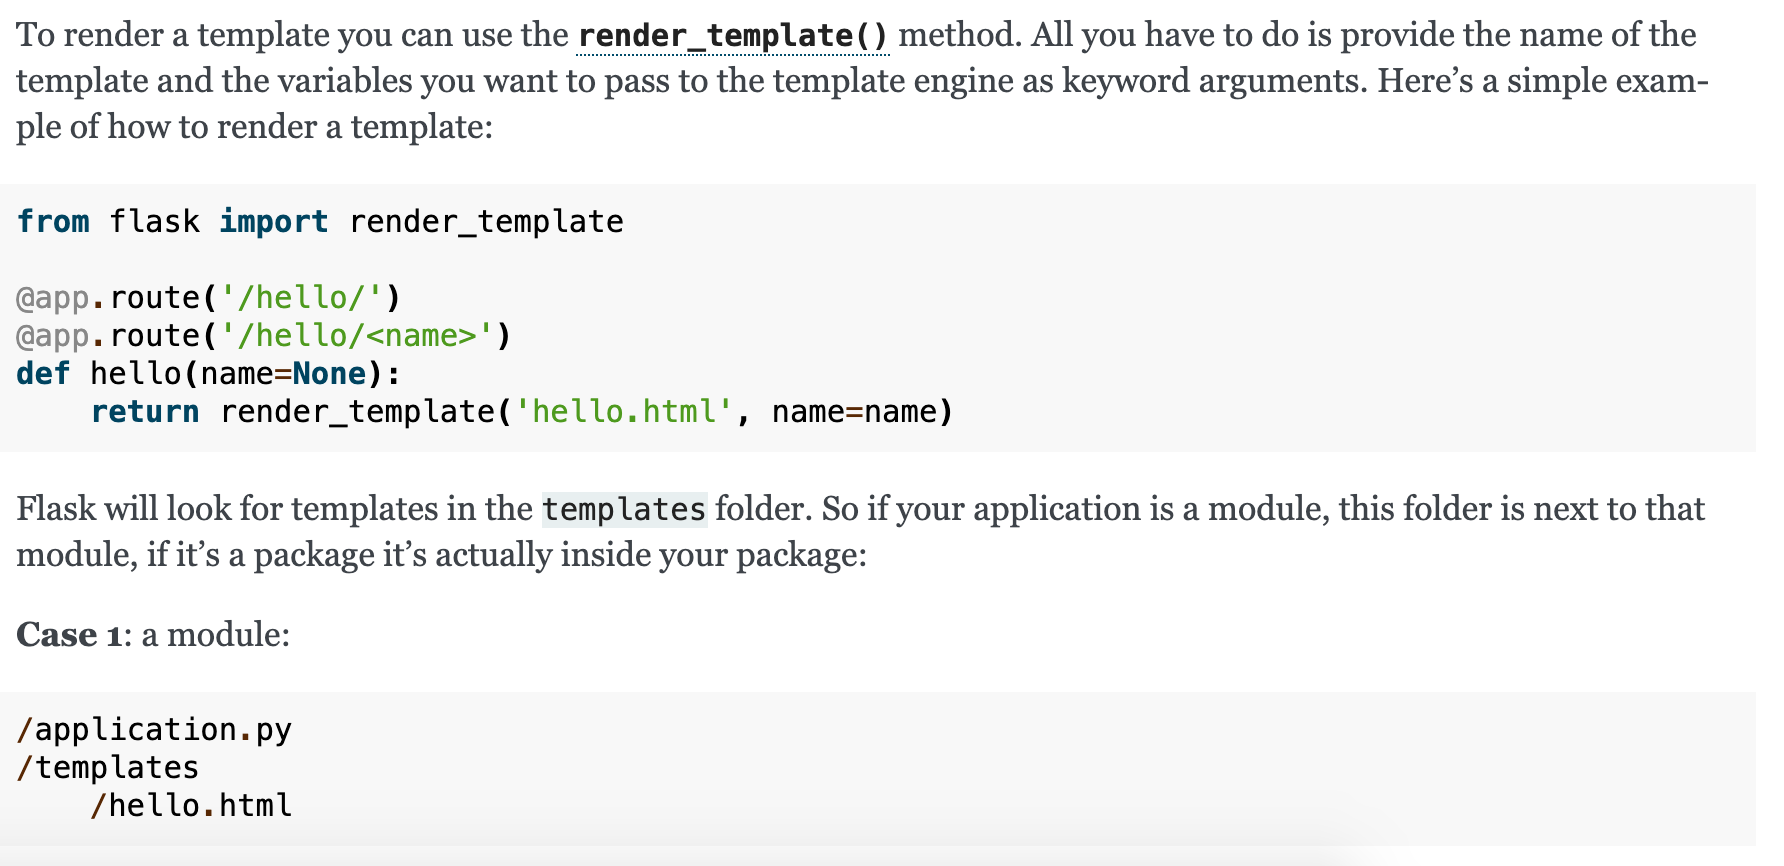 To render a template you can use the render_template() method. All you have to do is provide the name of the
template and the variables you want to pass to the template engine as keyword arguments. Here’s a simple exam-
ple of how to render a template:
from flask import render_template
@app.route('/hello/')
@app.route('/hello/<name>')
def hello(name=None):
    return render_template('hello.html', name=name)
Flask will look for templates in the templates folder. So if your application is a module, this folder is next to that
module, if it’s a package it’s actually inside your package:
Case 1: a module:
/application.py
/templates
    /hello.html